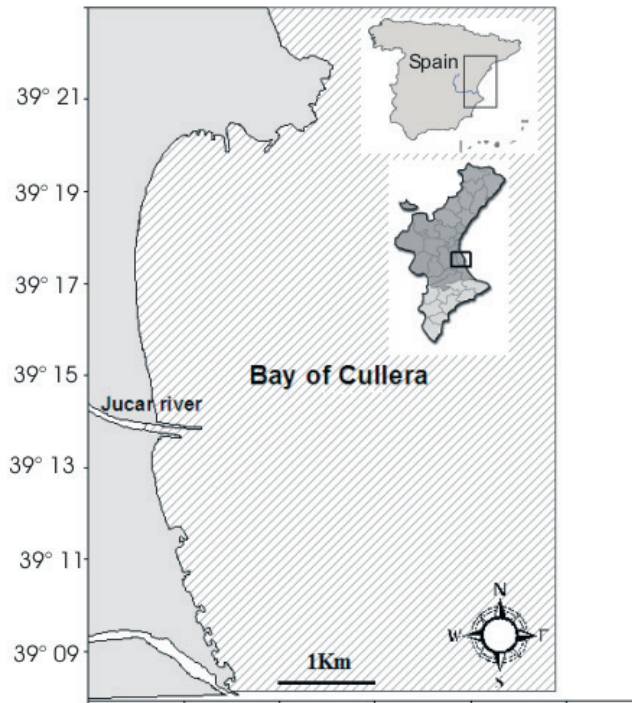 Spain
39° 21
39° 19
39° 17
Bay of Cullera
39° 15
Jucar river
39° 13
39° 11
N
39° 09
W
E
1Km
S